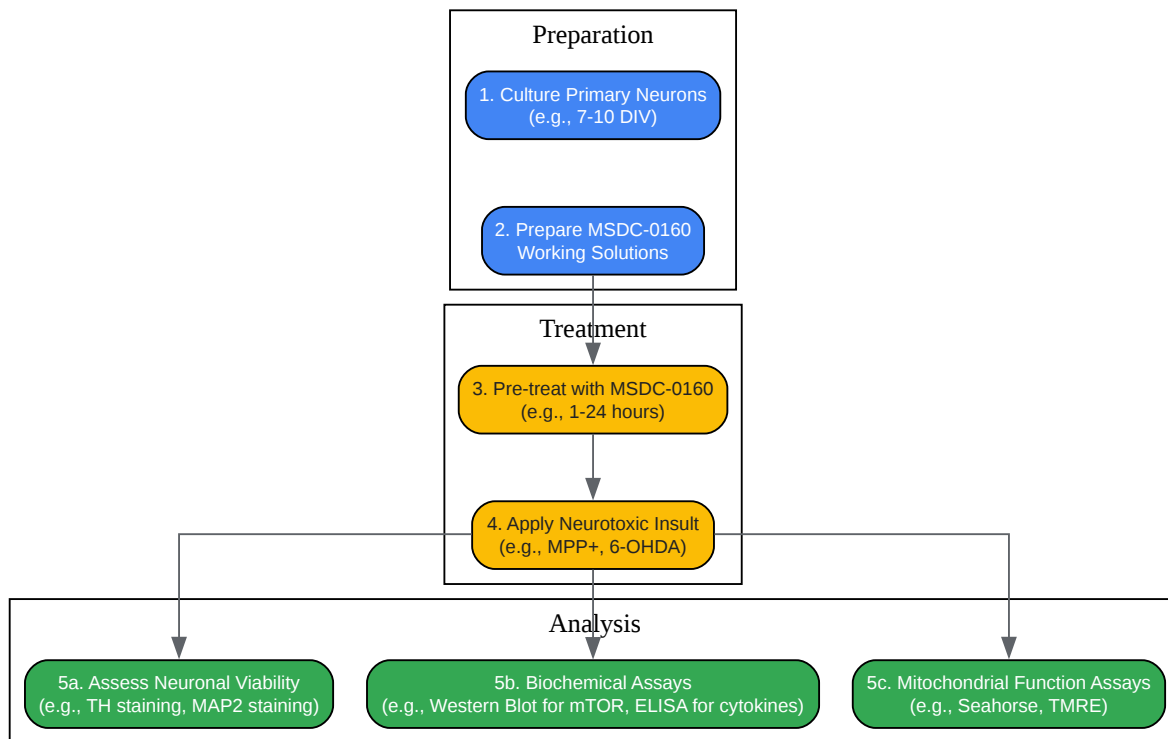 Preparation
1. Culture Primary Neurons
(e.g., 7-10 DIV)
2. Prepare MSDC-0160
Working Solutions
Treatment
3. Pre-treat with MSDC-0160
(e.g., 1-24 hours)
4. Apply Neurotoxic Insult
(e.g., MPP+, 6-OHDA)
Analysis
5a. Assess Neuronal Viability
(e.g., TH staining, MAP2 staining)
5b. Biochemical Assays
(e.g., Western Blot for mTOR, ELISA for cytokines)
5c. Mitochondrial Function Assays
(e.g., Seahorse, TMRE)